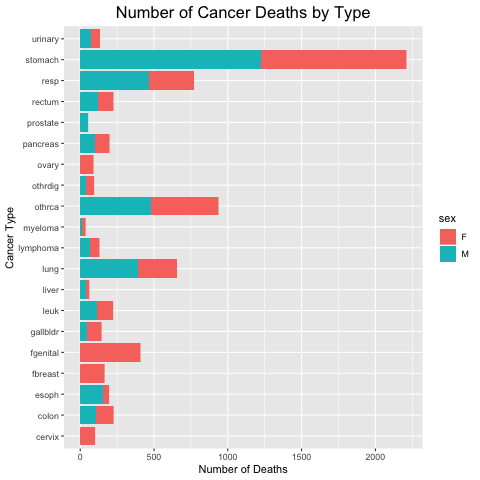 Number of Cancer Deaths by Type
urinary
stomach
resp
rectum
prostate
pancreas
ovary
othrdig
othrca
myeloma
lymphoma
lung
liver
leuk
gallbldr
fgenital
fbreast
esoph
colon
cervix
Cancer Type
0 500 1000 1500 2000
Number of Deaths
sex
F
M